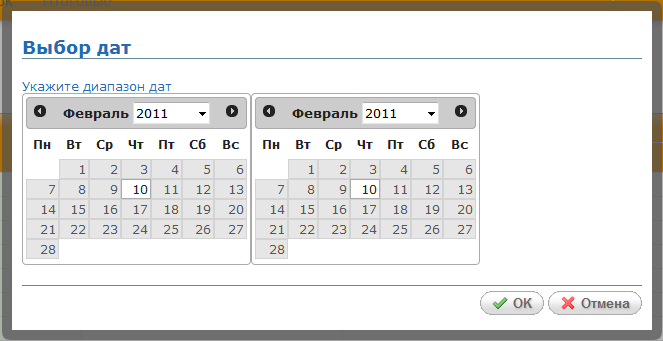 Выбор дат
Укажите диапазон дат
Февраль 2011 Февраль 2011
Пн Вт Ср Чт Пт Сб Вс Пн Вт Ср Чт Пт Сб Вс
1 2 3 4 5 6 1 2 3 4 5 6
7 8 9 10 11 12 13 7 8 9 10 11 12 13
14 15 16 17 18 19 20 14 15 16 17 18 19 20
21 22 23 24 25 26 27 21 22 23 24 25 26 27
28 28
OK Отмена